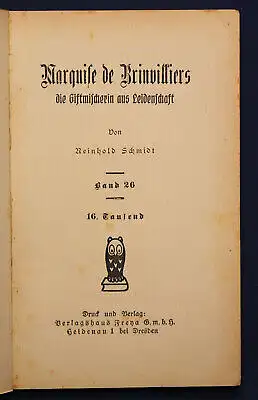 Marquise de Brinvilliers
die Giftmischerin aus Leidenschaft
Von
Reinhold Schmidt
Band 26
16. Tausend
Druck und Verlag:
Verlagshaus Freya G.m.b.H.
Heidenau 1 bei Dresden